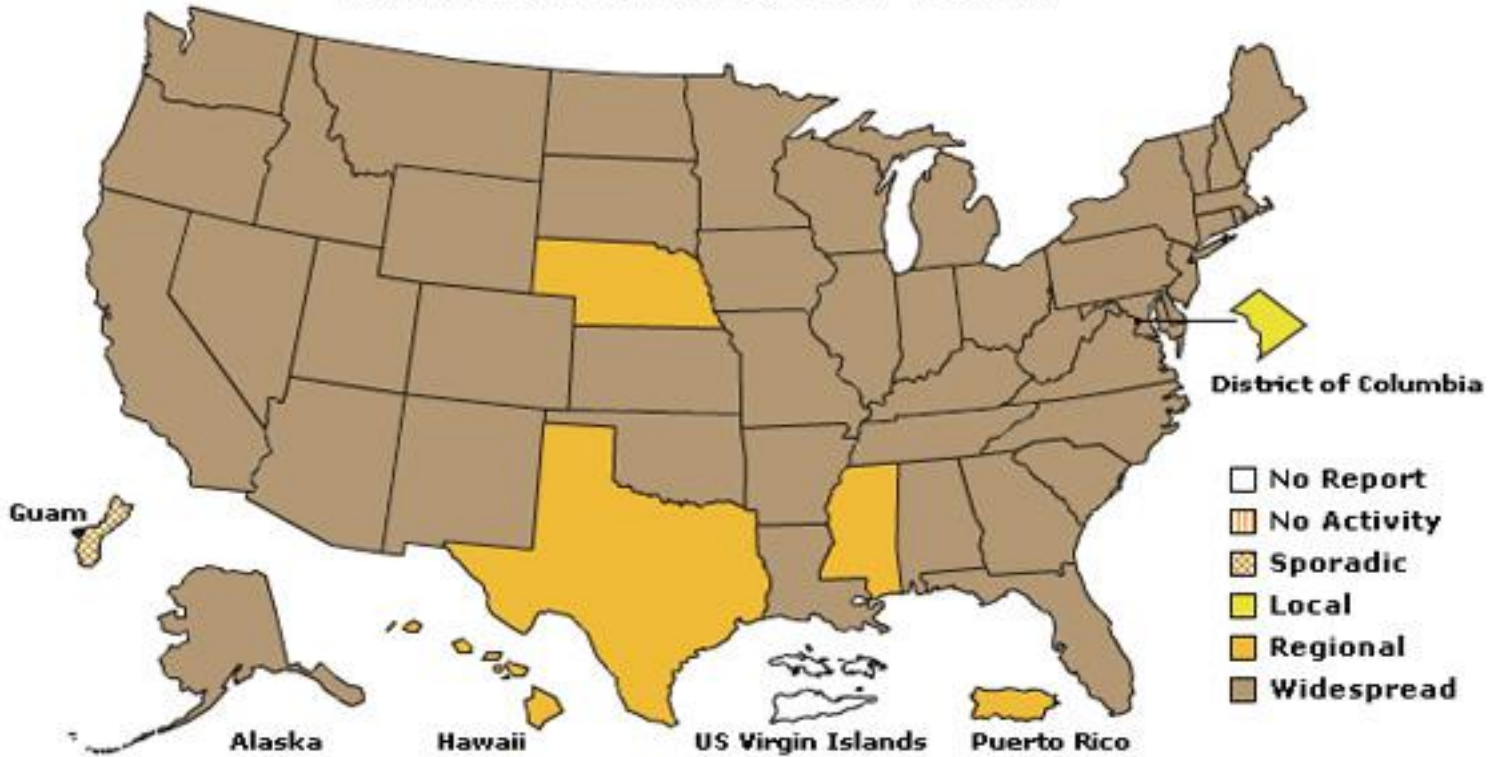 District of Columbia
Guam
No Report
No Activity
Sporadic
Local
Regional
Widespread
Alaska
Hawaii
US Virgin Islands
Puerto Rico